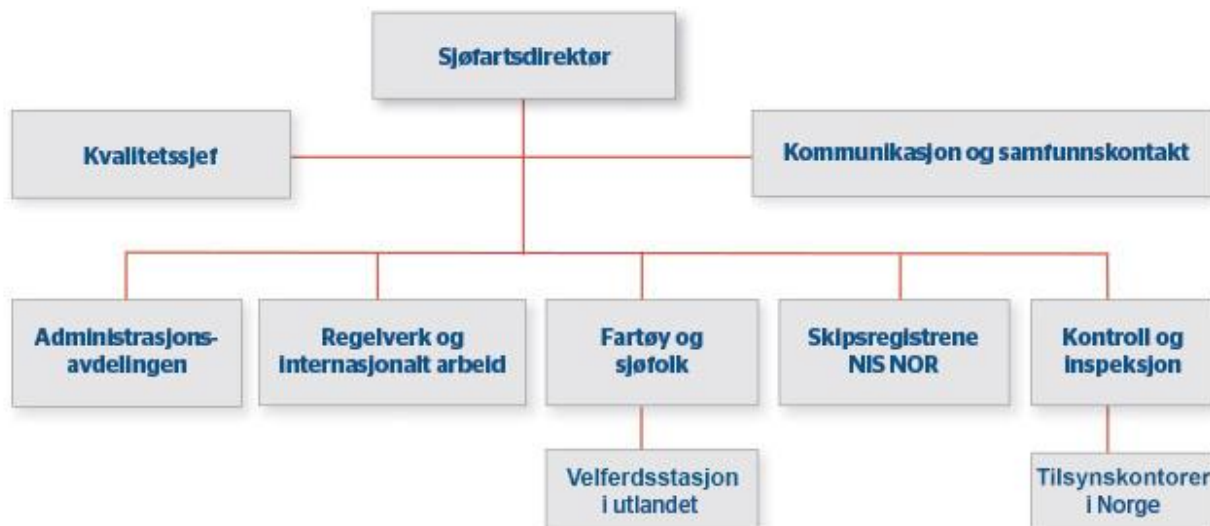 Sjøfartsdirektør
Kvalitetssjef
Kommunikasjon og samfunnskontakt
Administrasjons-
avdelingen
Regelverk og
internasjonalt arbeid
Fartøy og
sjøfolk
Skipsregistrene
NIS NOR
Kontroll og
inspeksjon
Velferdsstasjon
i utlandet
Tilsynskontorer
i Norge